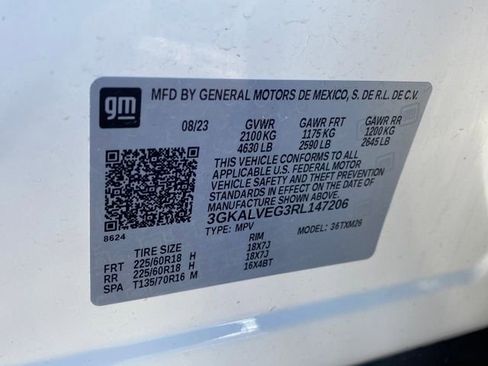 gm
MFD BY GENERAL MOTORS DE MEXICO, S. DE R.L. DE C.V.
08/23 GVWR GAWR FRT GAWR RR
2100 KG 1175 KG 1200 KG
4630 LB 2590 LB 2645 LB
THIS VEHICLE CONFORMS TO ALL
APPLICABLE U.S. FEDERAL MOTOR
VEHICLE SAFETY AND THEFT
PREVENTION STANDARDS IN EFFECT
ON THE DATE OF
MANUFACTURE SHOWN ABOVE.
3GKALVEG3RL147206
8624 TYPE: MPV MODEL: 36TXM26
TIRE SIZE RIM
FRT 225/60R18 H 18X7J
RR 225/60R18 H 18X7J
SPA T135/70R16 M 16X4BT